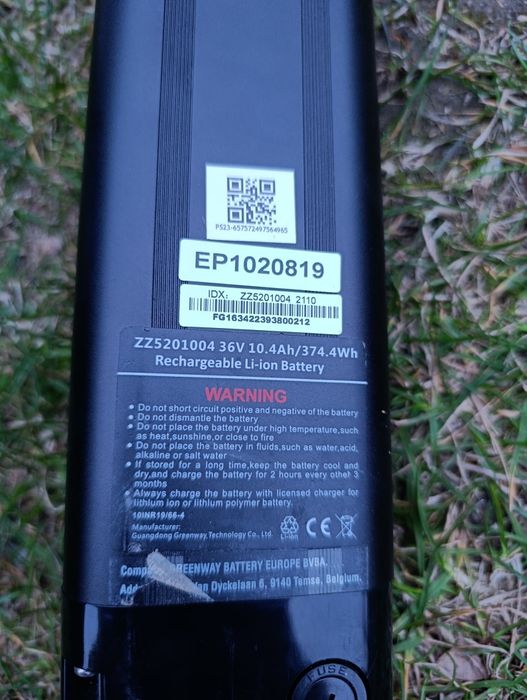 PS23-657572497564965
EP1020819
IDX: ZZ5201004 2110
FG163422393800212
ZZ5201004 36V 10.4Ah/374.4Wh
Rechargeable Li-ion Battery
WARNING
• Do not short circuit positive and negative of the battery
• Do not dismantle the battery
• Do not place the battery under high temperature,such
as heat,sunshine,or close to fire
• Do not place the battery in fluids,such as water,acid,
alkaline or salt water
• If stored for a long time,keep the battery cool and
dry,and charge the battery for 2 hours every other 3
months
• Always charge the battery with licensed charger for
lithium ion or lithium polymer battery.
10INR19/66-4
Manufacturer:
Guangdong Greenway Technology Co., Ltd.
Li-ion
CE
GREENWAY BATTERY EUROPE BVBA.
Dyckelaan 6, 9140 Temse, Belgium.
FUSE